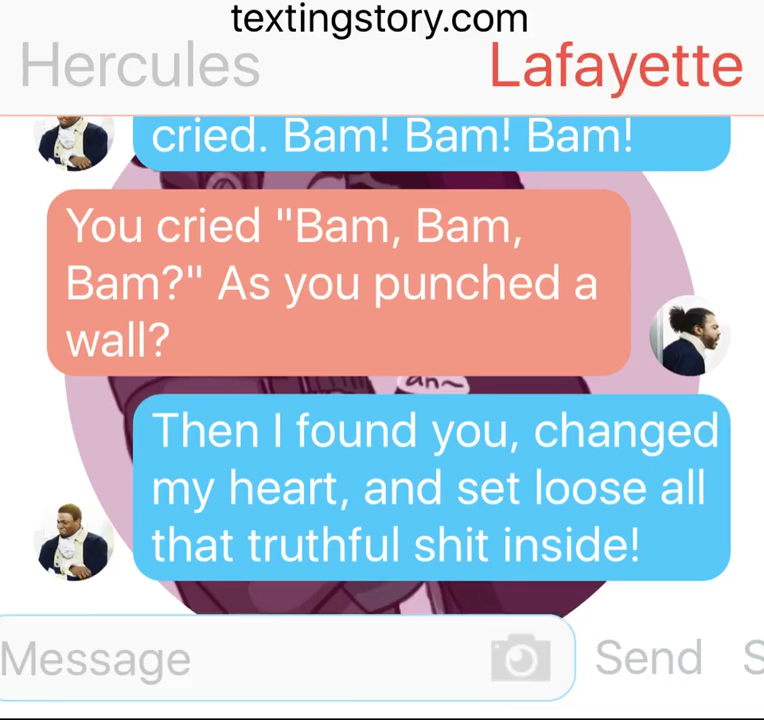 textingstory.com
Hercules Lafayette
cried. Bam! Bam! Bam!
You cried "Bam, Bam,
Bam?" As you punched a
wall?
an~
Then I found you, changed
my heart, and set loose all
that truthful shit inside!
Message Send S